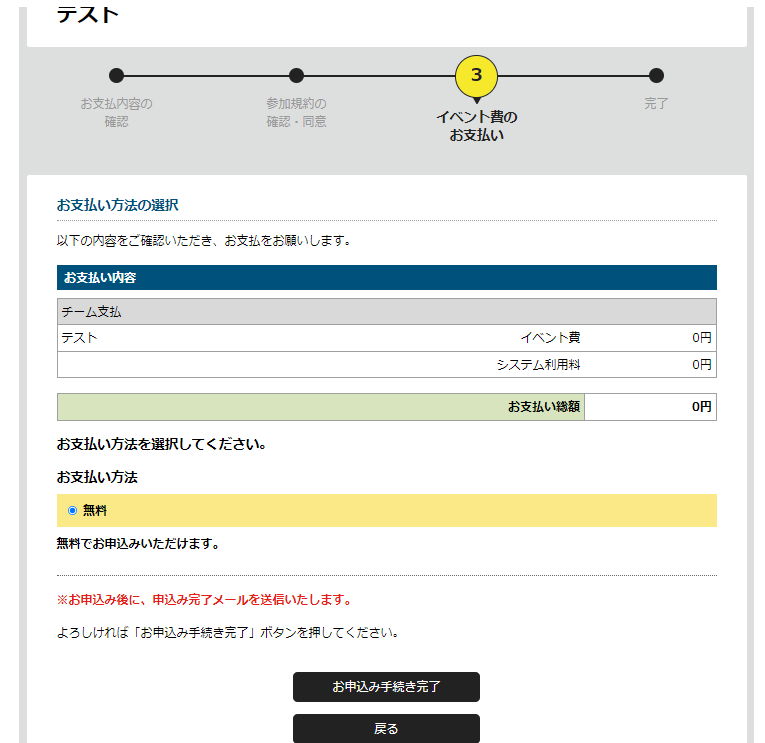 テスト
お支払内容の
確認
参加規約の
確認・同意
3
イベント費の
お支払い
完了
お支払い方法の選択
以下の内容をご確認いただき、お支払をお願いします。
お支払い内容
チーム支払
テスト イベント費 0円
システム利用料 0円
お支払い総額 0円
お支払い方法を選択してください。
お支払い方法
無料
無料でお申込みいただけます。
※お申込み後に、申込み完了メールを送信いたします。
よろしければ「お申込み手続き完了」ボタンを押してください。
お申込み手続き完了
戻る